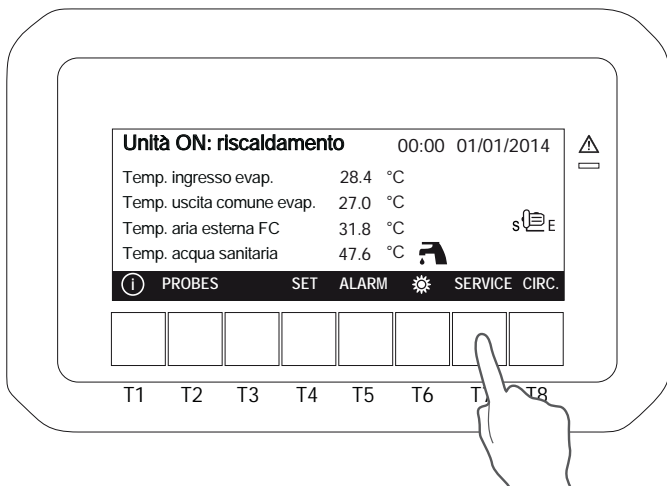 Unità ON: riscaldamento 00:00 01/01/2014
Temp. ingresso evap. 28.4 °C
Temp. uscita comune evap. 27.0 °C
Temp. aria esterna FC 31.8 °C
S E
Temp. acqua sanitaria 47.6 °C
i PROBES SET ALARM SERVICE CIRC.
T1 T2 T3 T4 T5 T6 T7 T8